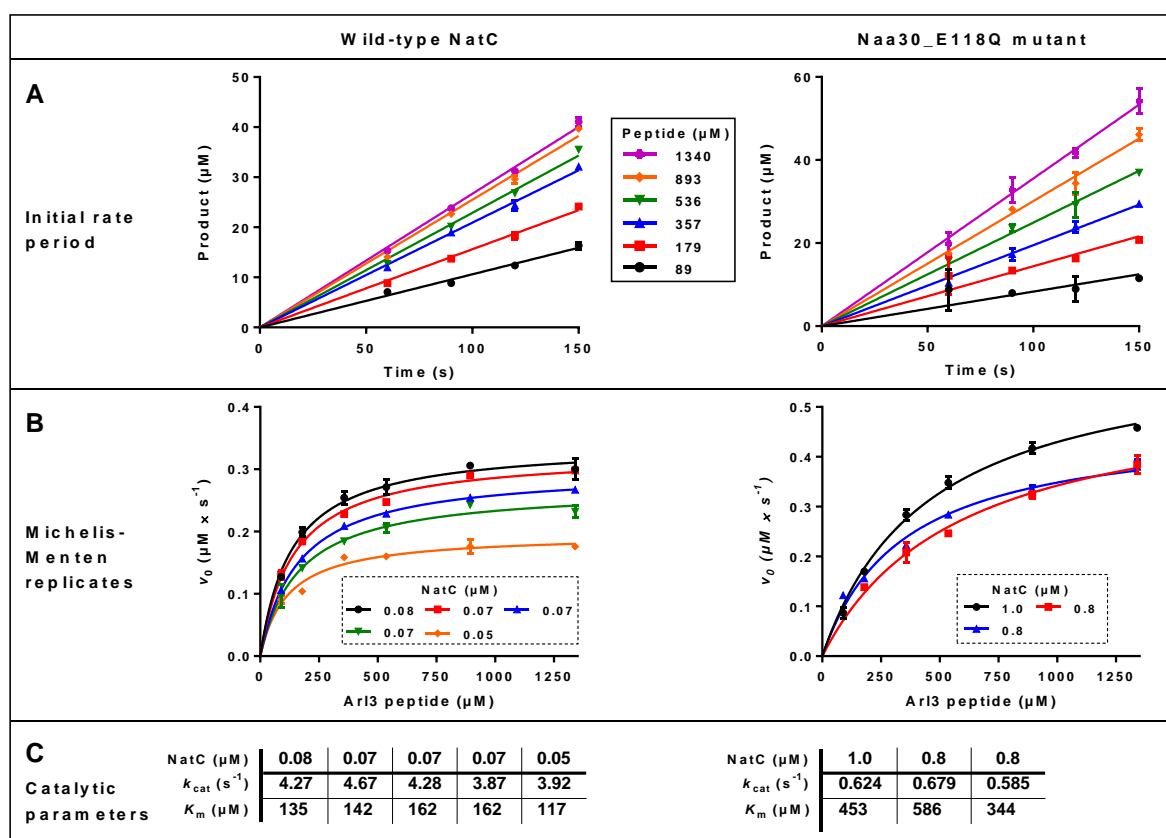 Wild-type NatC
Naa30_E118Q mutant
A
Initial rate
period
Product (µM)
50
40
30
20
10
0
0
50
100
150
Time (s)
Peptide (µM)
1340
893
536
357
179
89
Product (µM)
60
40
20
0
0
50
100
150
Time (s)
B
Michelis-
Menten
replicates
v0 (µM × s-1)
0.4
0.3
0.2
0.1
0.0
0
250
500
750
1000
1250
Arl3 peptide (µM)
NatC (µM)
0.08 0.07 0.07
0.07 0.05
v0 (µM × s-1)
0.5
0.4
0.3
0.2
0.1
0.0
0
250
500
750
1000
1250
Arl3 peptide (µM)
NatC (µM)
1.0 0.8
0.8
C
Catalytic
parameters
NatC (µM) 0.08 0.07 0.07 0.07 0.05
kcat (s-1) 4.27 4.67 4.28 3.87 3.92
Km (µM) 135 142 162 162 117
NatC (µM) 1.0 0.8 0.8
kcat (s-1) 0.624 0.679 0.585
Km (µM) 453 586 344